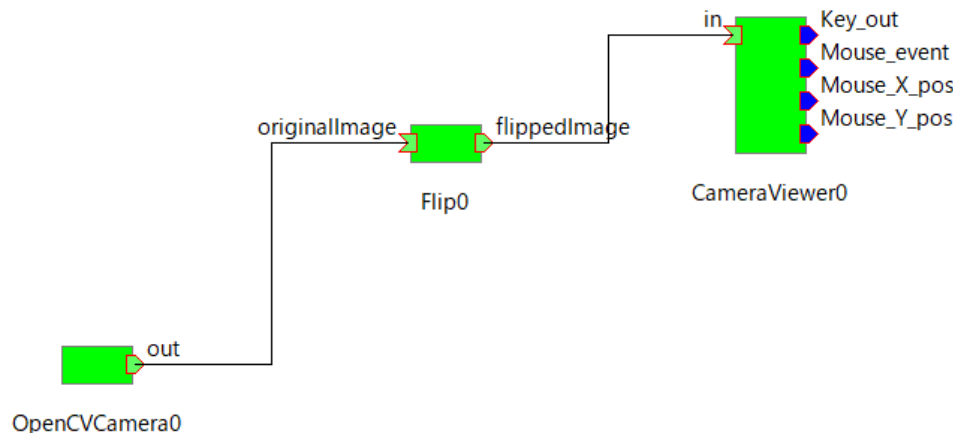 in
Key_out
Mouse_event
Mouse_X_pos
Mouse_Y_pos
CameraViewer0
originalImage
flippedImage
Flip0
out
OpenCVCamera0